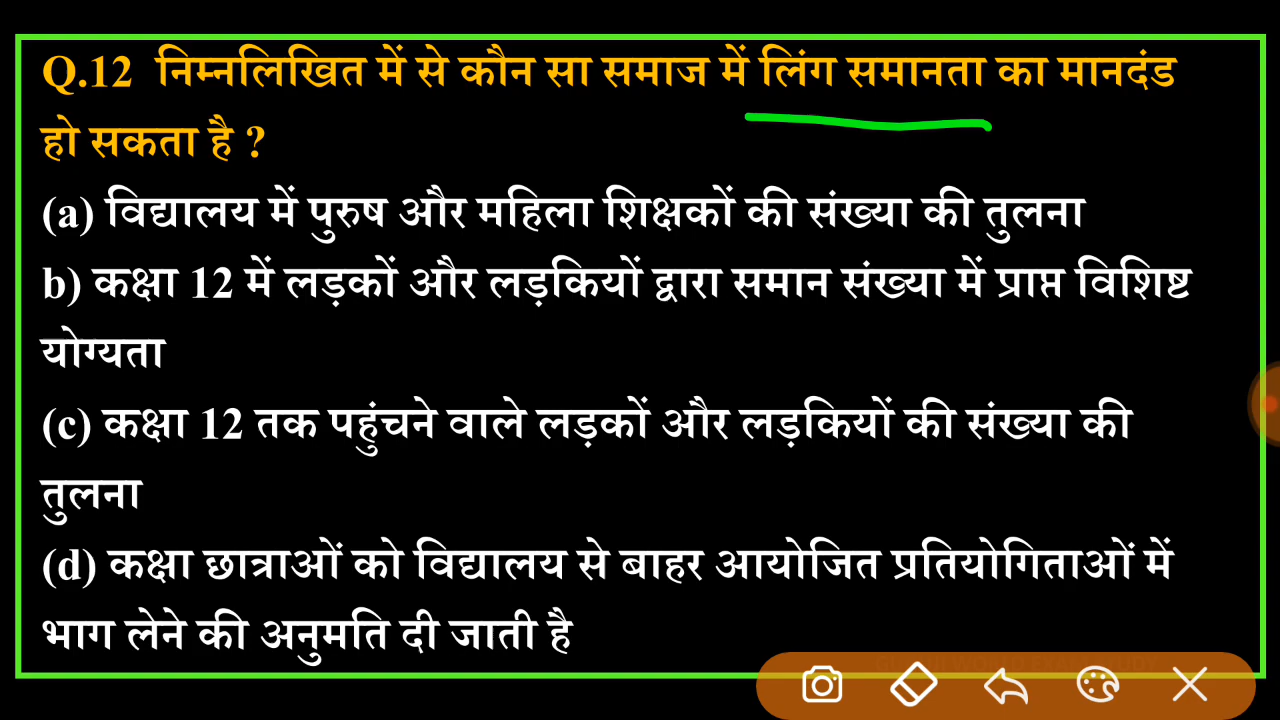 Q.12 निम्नलिखित में से कौन सा समाज में लिंग समानता का मानदंड
हो सकता है ?
(a) विद्यालय में पुरुष और महिला शिक्षकों की संख्या की तुलना
b) कक्षा 12 में लड़कों और लड़कियों द्वारा समान संख्या में प्राप्त विशिष्ट
योग्यता
(c) कक्षा 12 तक पहुंचने वाले लड़कों और लड़कियों की संख्या की
तुलना
(d) कक्षा छात्राओं को विद्यालय से बाहर आयोजित प्रतियोगिताओं में
भाग लेने की अनुमति दी जाती है